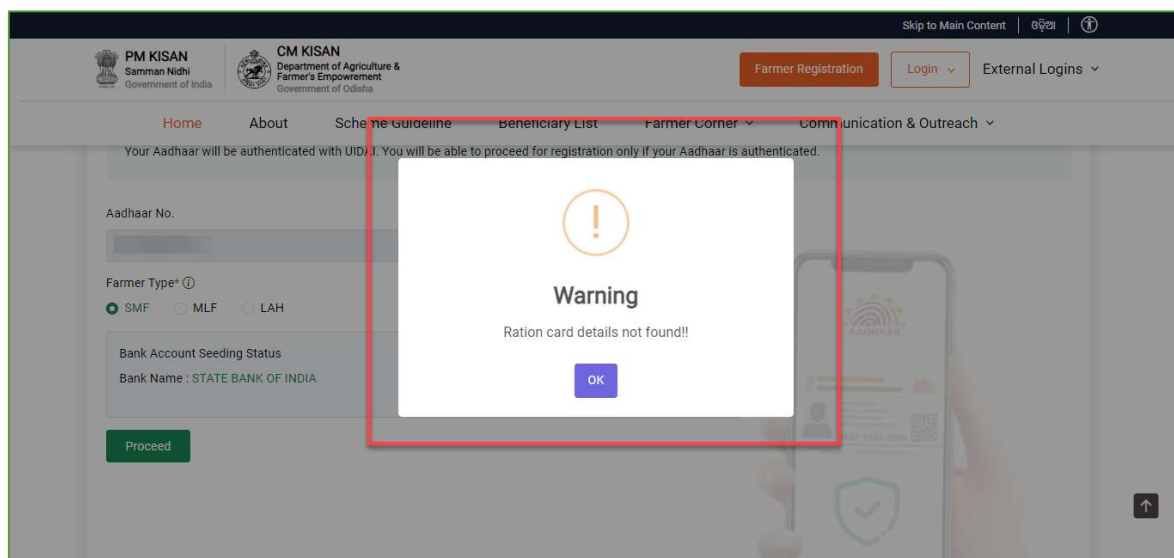 Skip to Main Content | ଓଡ଼ିଆ
PM KISAN
Samman Nidhi
Government of India
CM KISAN
Department of Agriculture &
Farmer's Empowrement
Government of Odisha
Farmer Registration
Login
External Logins
Home About Scheme Guideline Beneficiary List Farmer Corner Communication & Outreach
Your Aadhar will be authenticated with UIDAI. You will be able to proceed for registration only if your Aadhaar is authenticated.
Aadhaar No.
Farmer Type*
SMF MLF LAH
Bank Account Seeding Status
Bank Name : STATE BANK OF INDIA
Proceed
!
Warning
Ration card details not found!!
OK
AADHAAR